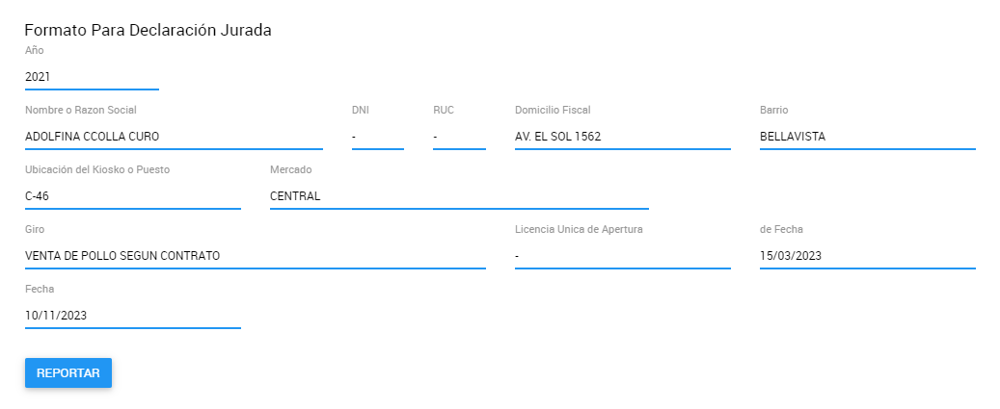 Formato Para Declaración Jurada
Año
2021
Nombre o Razon Social DNI RUC Domicilio Fiscal Barrio
ADOLFINA CCOLLA CURO - - AV. EL SOL 1562 BELLAVISTA
Ubicación del Kiosko o Puesto Mercado
C-46 CENTRAL
Giro Licencia Unica de Apertura de Fecha
VENTA DE POLLO SEGUN CONTRATO - 15/03/2023
Fecha
10/11/2023
REPORTAR